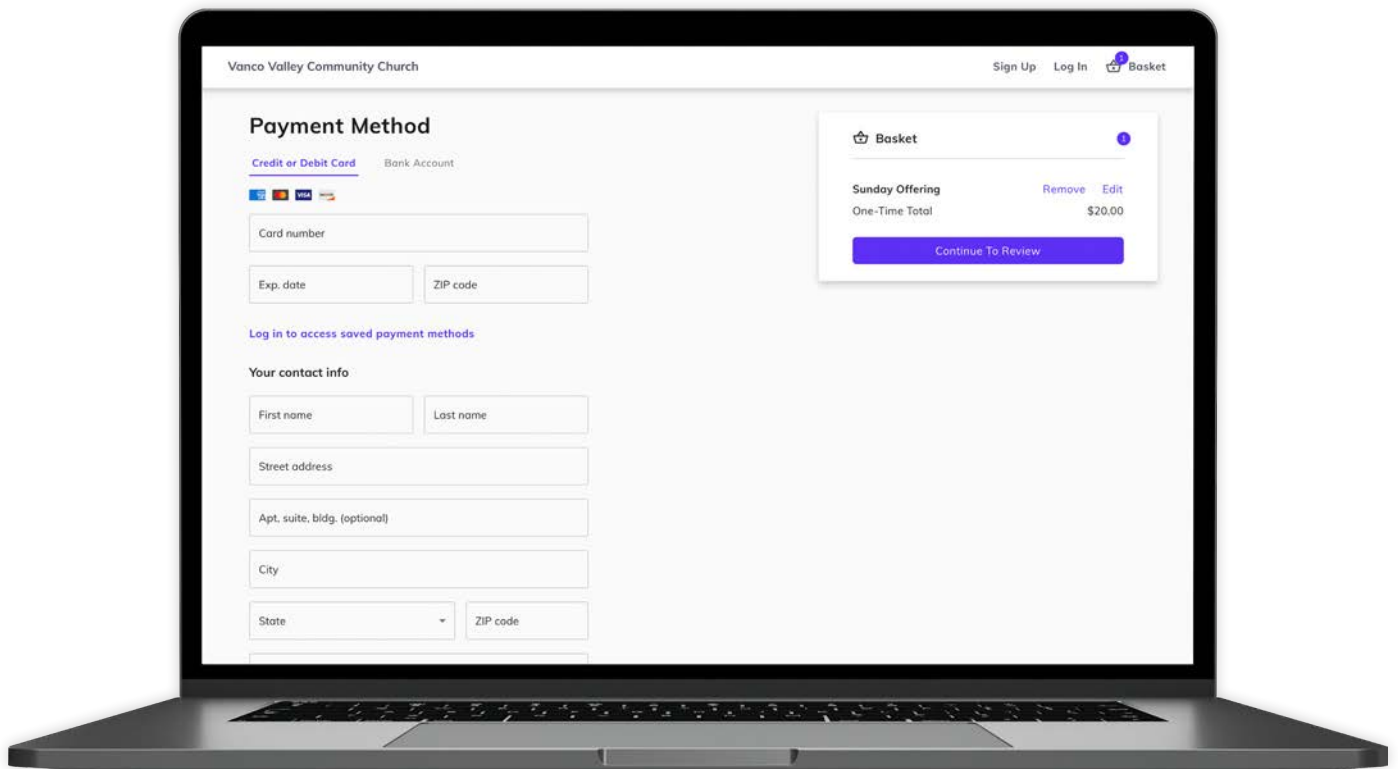 Vanco Valley Community Church
Sign Up Log In 1 Basket
Payment Method
Credit or Debit Card Bank Account
VISA
Card number
Exp. date ZIP code
Log in to access saved payment methods
Your contact info
First name Last name
Street address
Apt, suite, bldg. (optional)
City
State ZIP code
Basket 1
Sunday Offering Remove Edit
One-Time Total $20.00
Continue To Review